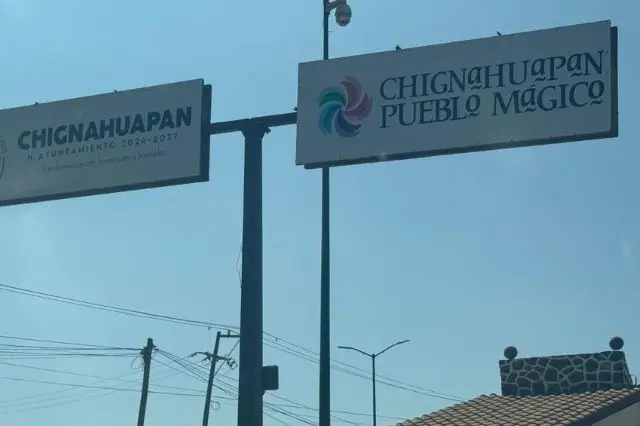 CHIGNAHUAPAN
H. AYUNTAMIENTO 2024-2027
CHIGNAHUAPAN
PUEBLO MÁGICO